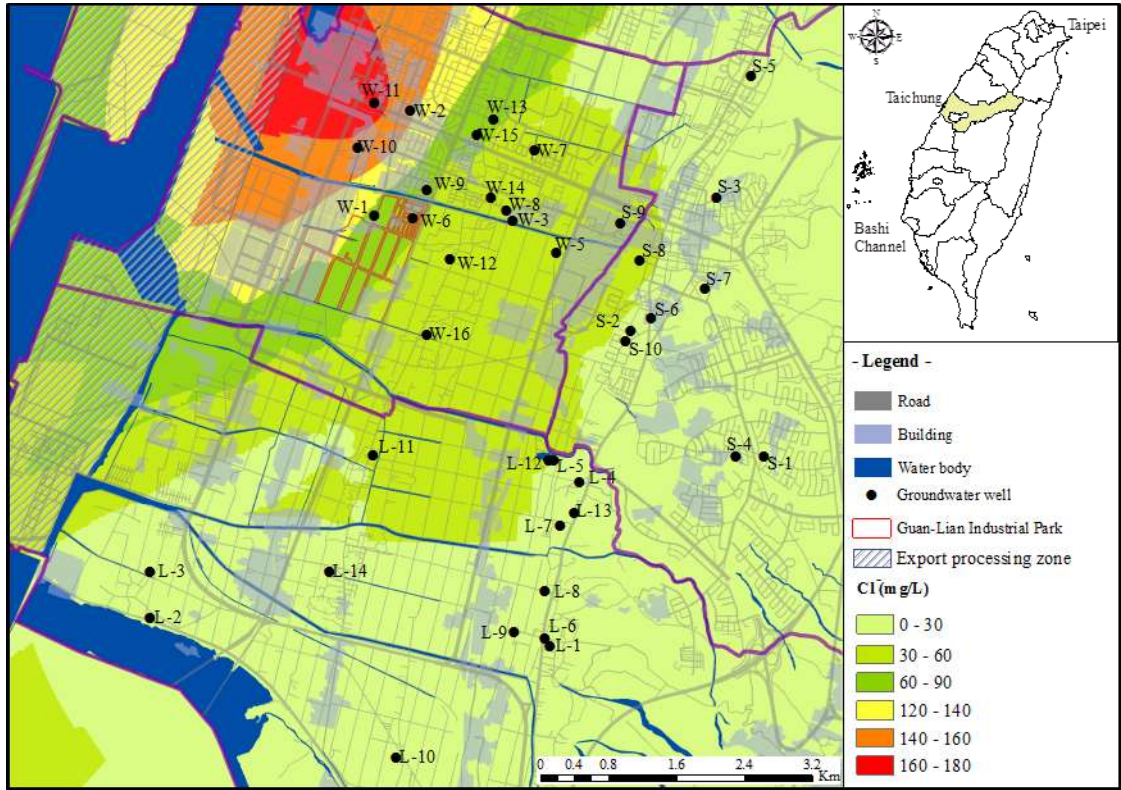 W-11
W-2
W-13
W-15
W-7
W-10
S-5
S-3
W-9
W-14
W-8
W-3
W-1
W-6
S-9
S-8
W-5
W-12
S-7
S-6
S-2
S-10
W-16
L-11
L-12
L-5
L-4
S-4
S-1
L-13
L-7
L-3
L-14
L-8
L-2
L-9
L-6
L-1
L-10
0 0.8 1.6 2.4 3.2
Km
N
W E
S
Taipei
Taichung
Bashi
Channel
- Legend -
Road
Building
Water body
Groundwater well
Guan-Lian Industrial Park
Export processing zone
Cl⁻(mg/L)
0 - 30
30 - 60
60 - 90
120 - 140
140 - 160
160 - 180